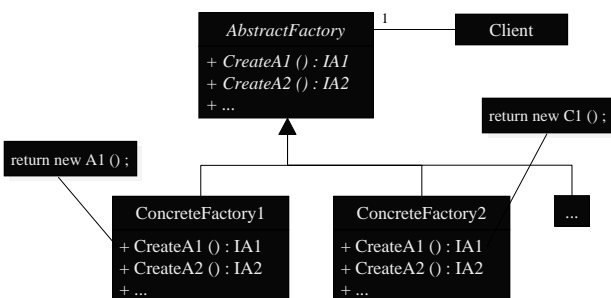 AbstractFactory
1
Client
+ CreateA1 () : IA1
+ CreateA2 () : IA2
+ ...
return new C1 () ;
return new A1 () ;
ConcreteFactory1
+ CreateA1 () : IA1
+ CreateA2 () : IA2
+ ...
ConcreteFactory2
+ CreateA1 () : IA1
+ CreateA2 () : IA2
+ ...
...